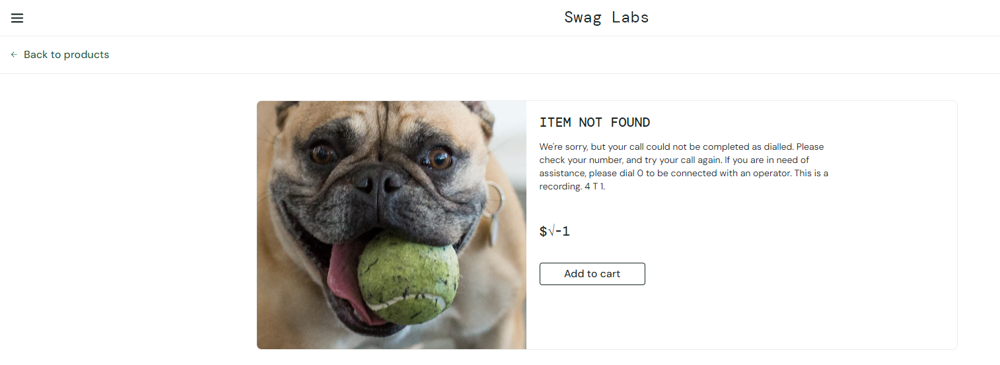 Swag Labs
Back to products
ITEM NOT FOUND
We're sorry, but your call could not be completed as dialled. Please
check your number, and try your call again. If you are in need of
assistance, please dial 0 to be connected with an operator. This is a
recording. 4 T 1.
$√-1
Add to cart